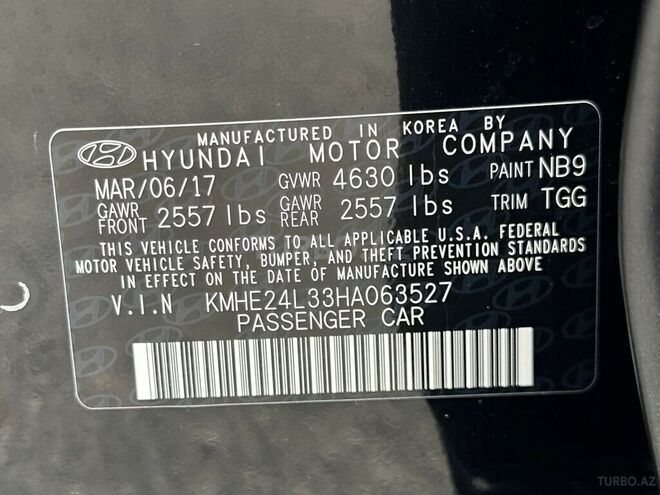 MANUFACTURED IN KOREA BY
HYUNDAI MOTOR COMPANY
MAR/06/17 GVWR 4630 lbs PAINT NB9
GAWR FRONT 2557 lbs GAWR REAR 2557 lbs TRIM TGG
THIS VEHICLE CONFORMS TO ALL APPLICABLE U.S.A. FEDERAL
MOTOR VEHICLE SAFETY, BUMPER, AND THEFT PREVENTION STANDARDS
IN EFFECT ON THE DATE OF MANUFACTURE SHOWN ABOVE.
V.I.N KMHE24L33HA063527
PASSENGER CAR
TURBO.AZ